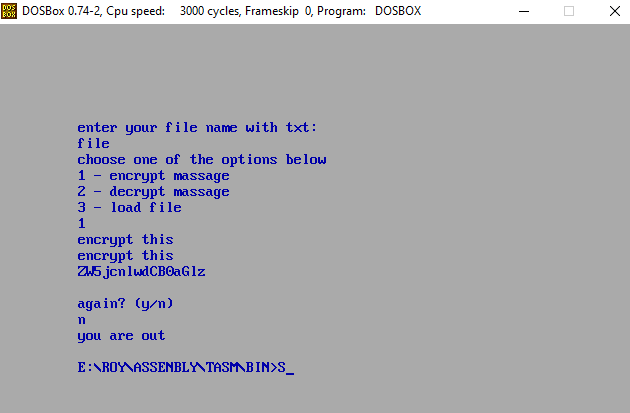 DOSBox 0.74-2, Cpu speed: 3000 cycles, Frameskip 0, Program: DOSBOX
enter your file name with txt:
file
choose one of the options below
1 - encrypt massage
2 - decrypt massage
3 - load file
1
encrypt this
encrypt this
ZW5jcnlwdCB0aGlz
again? (y/n)
n
you are out
E:\ROY\ASSENBLY\TASM\BIN>S_